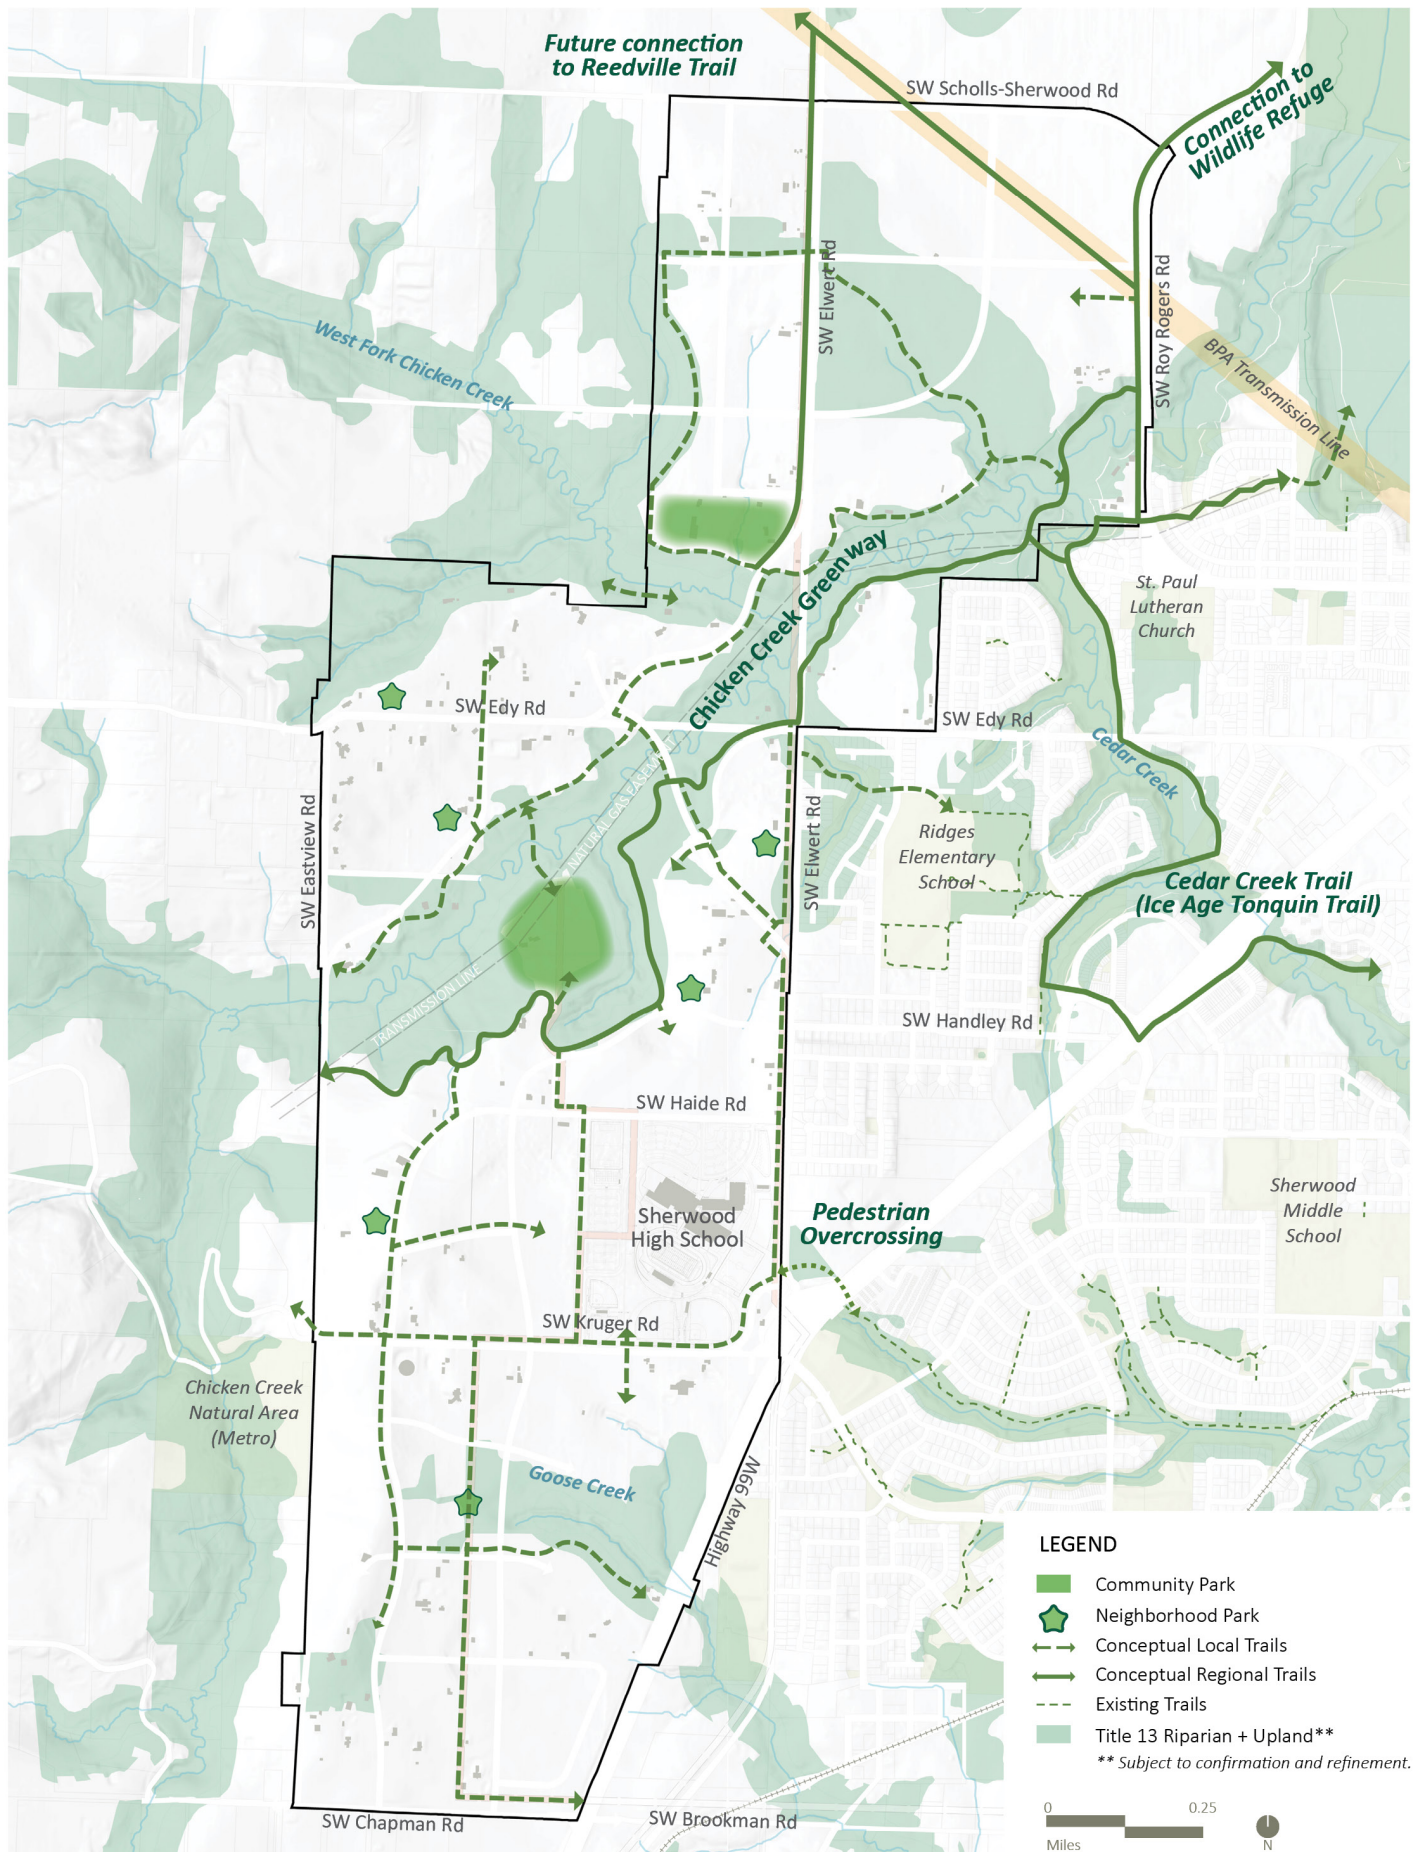 Future connection
to Reedville Trail
SW Scholls-Sherwood Rd
Connection to
Wildlife Refuge
SW Elwert Rd
SW Roy Rogers Rd
West Fork Chicken Creek
BPA Transmission Line
Chicken Creek Greenway
St. Paul
Lutheran
Church
SW Edy Rd
SW Edy Rd
Cedar Creek
NATURAL GAS EASEM
SW Eastview Rd
SW Elwert Rd
Ridges
Elementary
School
Cedar Creek Trail
(Ice Age Tonquin Trail)
TRANSMISSION LINE
SW Handley Rd
SW Haide Rd
Sherwood
High School
Pedestrian
Overcrossing
Sherwood
Middle
School
SW Kruger Rd
Chicken Creek
Natural Area
(Metro)
Goose Creek
Highway 99W
SW Chapman Rd
SW Brookman Rd
LEGEND
Community Park
Neighborhood Park
Conceptual Local Trails
Conceptual Regional Trails
Existing Trails
Title 13 Riparian + Upland**
** Subject to confirmation and refinement.
0 0.25
Miles
N